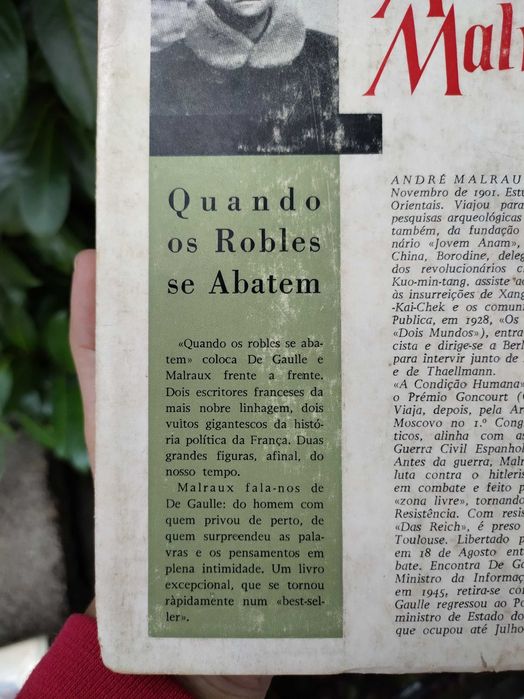 Quando
os Robles
se Abatem
«Quando os robles se aba-
tem» coloca De Gaulle e
Malraux frente a frente.
Dois escritores franceses da
mais nobre linhagem, dois
vuitos gigantescos da histó-
ria política da França. Duas
grandes figuras, afinal, do
nosso tempo.
Malraux fala-nos de
De Gaulle: do homem com
quem privou de perto, de
quem surpreendeu as pala-
vras e os pensamentos em
plena intimidade. Um livro
excepcional, que se tornou
ràpidamente num «best-sel-
ler».
ANDRÉ MALRAU
Novembro de 1901. Estu
Orientais. Viajou para
pesquisas arqueológicas
também, da fundação
nário «Jovem Anam»,
China, Borodine, deleg
dos revolucionários c
Kuo-min-tang, assiste ao
às insurreições de Xang
-Kai-Chek e os comuni
Publica, em 1928, «Os
«Dois Mundos»), entra
cista e dirige-se a Berl
para intervir junto de
e de Thaellmann.
«A Condição Humana»
o Prémio Goncourt (
Viaja, depois, pela Ar
Moscovo no 1.º Cong
ticos, alinha com as
Guerra Civil Espanhol
Antes da guerra, Malr
luta contra o hitleris
em combate e feito p
«zona livre», tornando
Resistência. Com resis
«Das Reich», é preso
Toulouse. Libertado p
em 18 de Agosto ent
bate. Encontra De Ga
Ministro da Informaç
em 1945, retira-se com
Gaulle regressou ao Po
ministro de Estado do
que ocupou até Julho